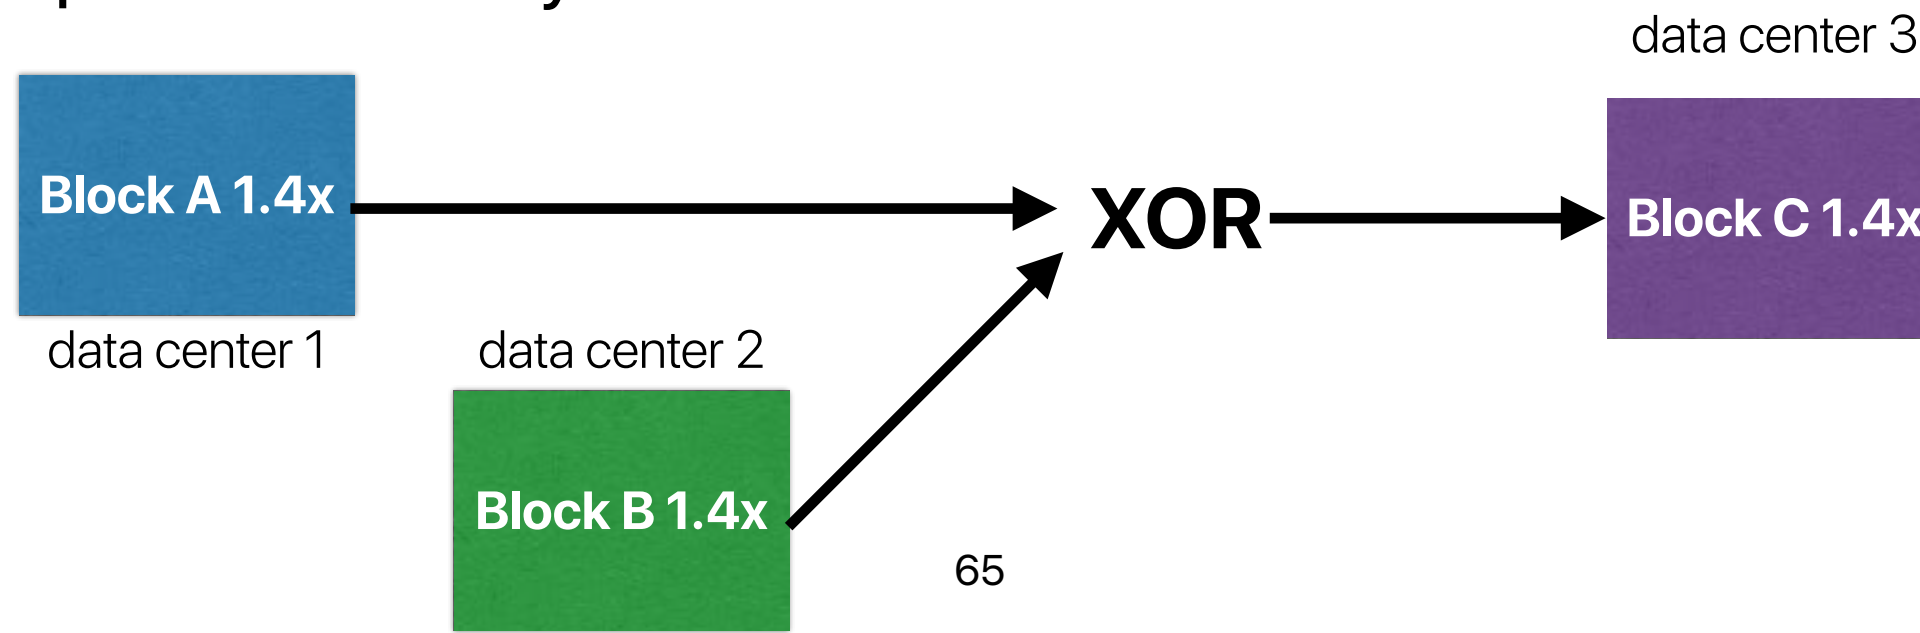 data center 3
Block A 1.4x
XOR
Block C 1.4x
data center 1
data center 2
Block B 1.4x
65